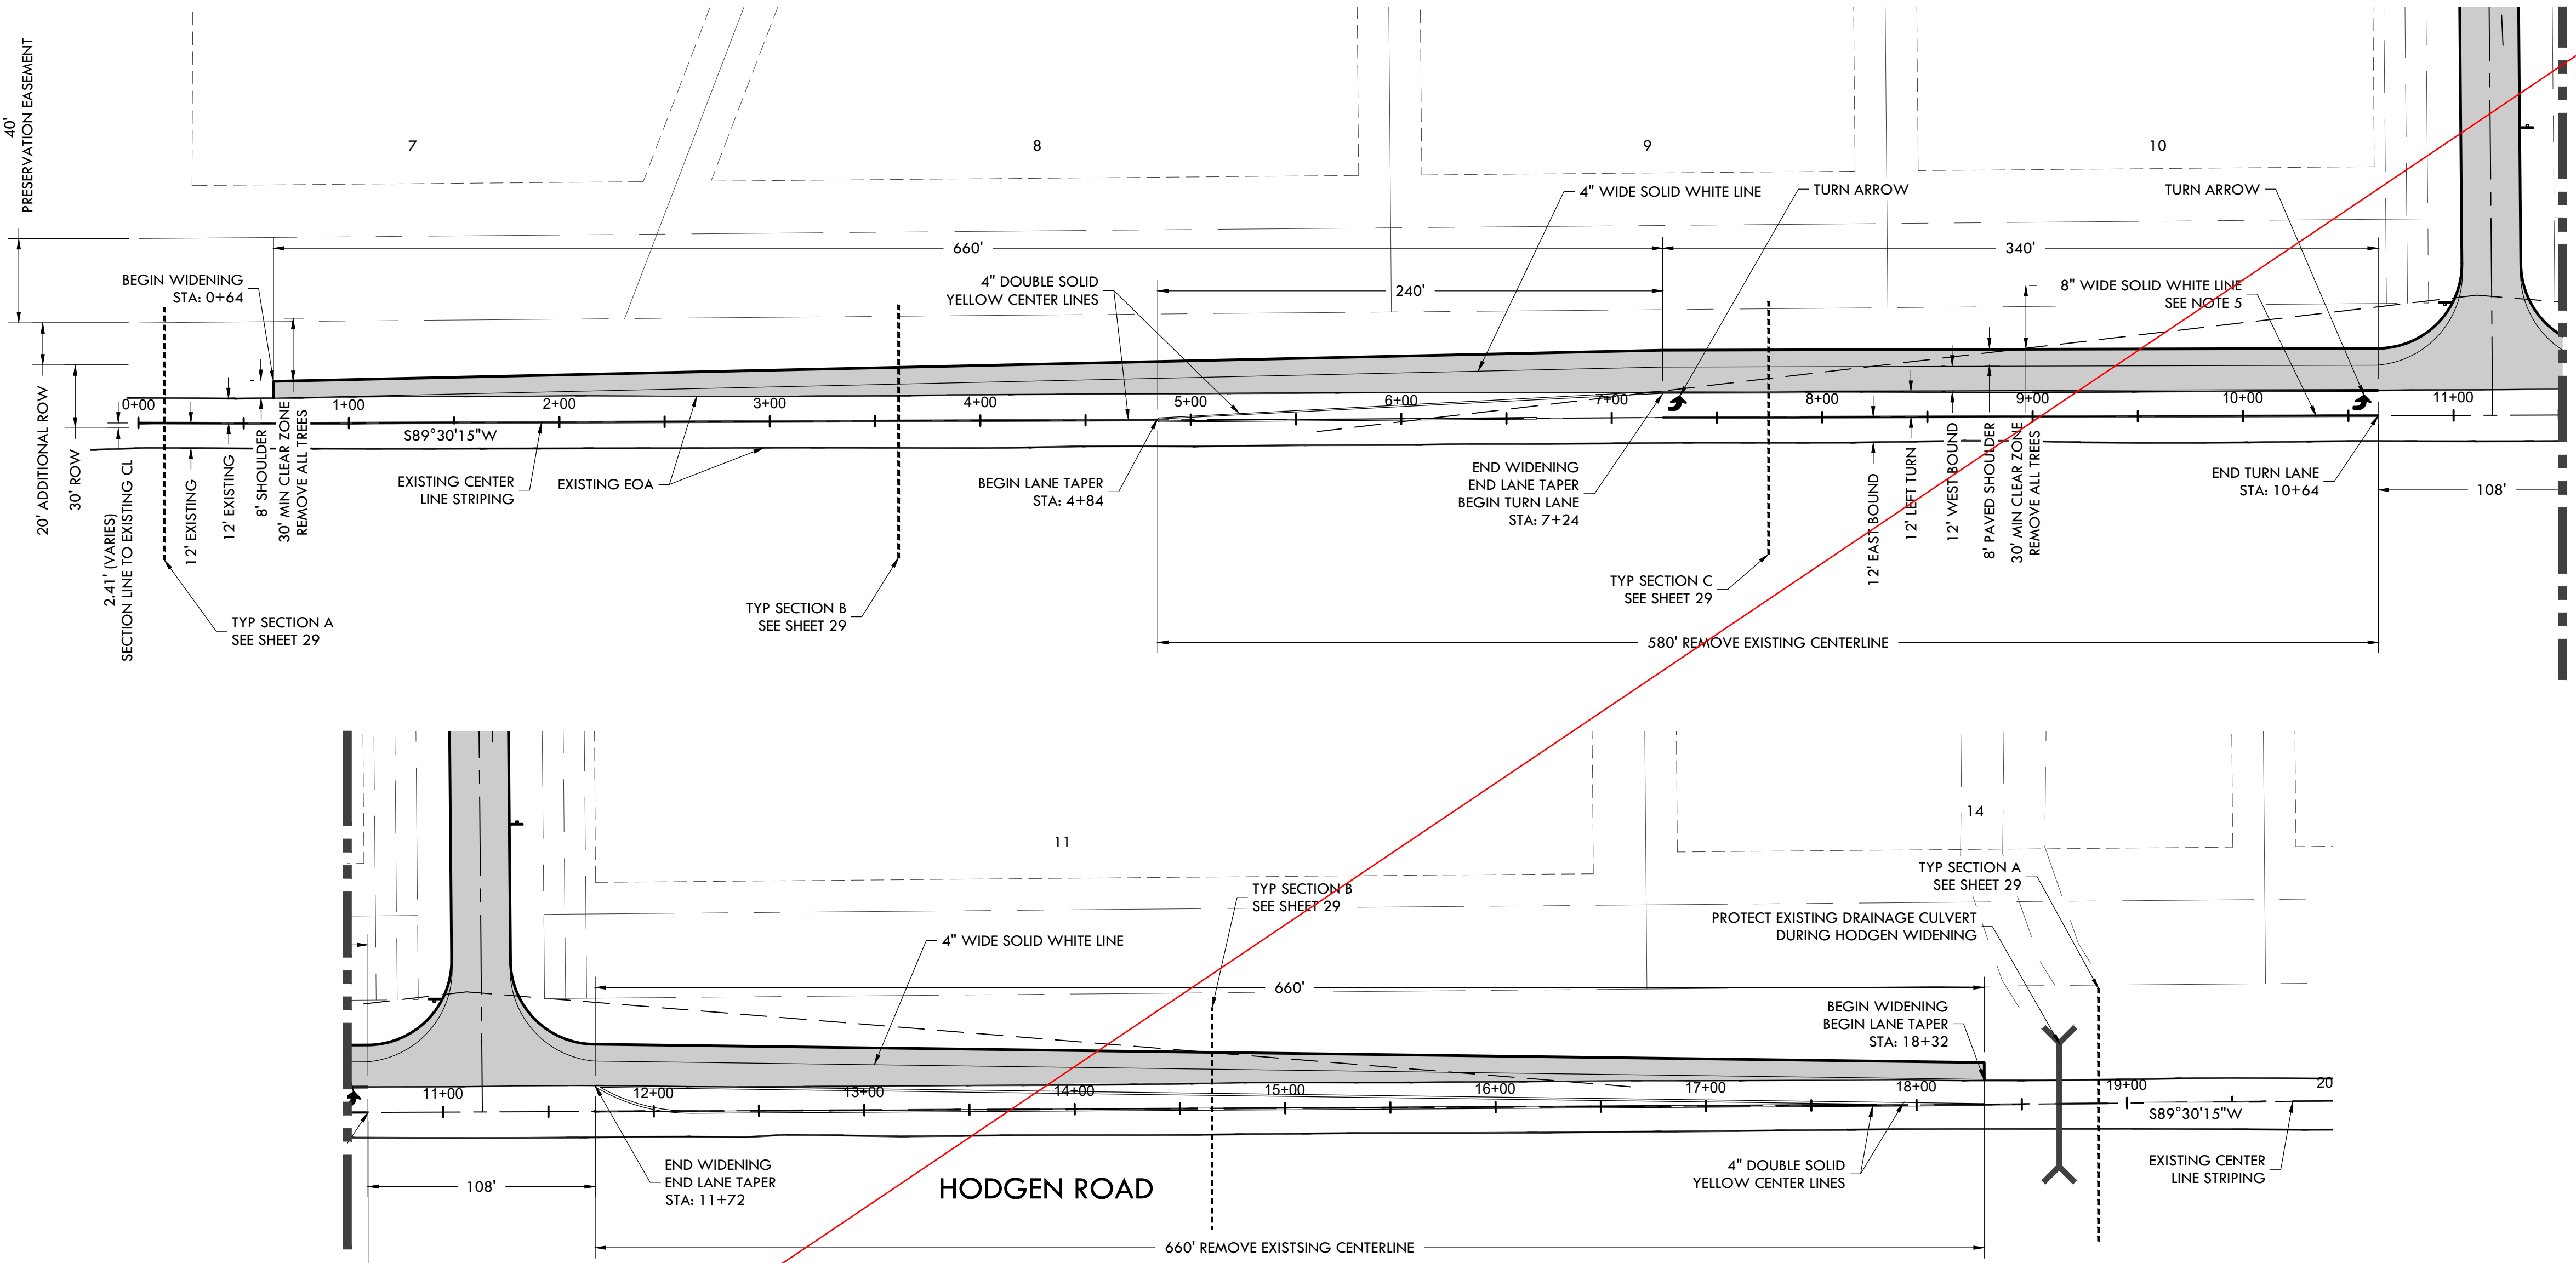 40'
PRESERVATION EASEMENT
7
8
9
10
4" WIDE SOLID WHITE LINE
TURN ARROW
TURN ARROW
660'
340'
BEGIN WIDENING
STA: 0+64
4" DOUBLE SOLID
YELLOW CENTER LINES
240'
8" WIDE SOLID WHITE LINE
SEE NOTE 5
20' ADDITIONAL ROW
30' ROW
0+00
1+00
2+00
3+00
4+00
5+00
6+00
7+00
8+00
9+00
10+00
11+00
S89°30'15"W
2.41' (VARIES)
SECTION LINE TO EXISTING CL
12' EXISTING
12' EXISTING
8' SHOULDER
30' MIN CLEAR ZONE
REMOVE ALL TREES
EXISTING CENTER
LINE STRIPING
EXISTING EOA
BEGIN LANE TAPER
STA: 4+84
END WIDENING
END LANE TAPER
BEGIN TURN LANE
STA: 7+24
12' EAST BOUND
12' LEFT TURN
12' WEST BOUND
8' PAVED SHOULDER
30' MIN CLEAR ZONE
REMOVE ALL TREES
END TURN LANE
STA: 10+64
108'
TYP SECTION A
SEE SHEET 29
TYP SECTION B
SEE SHEET 29
TYP SECTION C
SEE SHEET 29
580' REMOVE EXISTING CENTERLINE
11
14
TYP SECTION B
SEE SHEET 29
TYP SECTION A
SEE SHEET 29
PROTECT EXISTING DRAINAGE CULVERT
DURING HODGEN WIDENING
4" WIDE SOLID WHITE LINE
660'
BEGIN WIDENING
BEGIN LANE TAPER
STA: 18+32
11+00
12+00
13+00
14+00
15+00
16+00
17+00
18+00
19+00
20
S89°30'15"W
END WIDENING
END LANE TAPER
STA: 11+72
108'
HODGEN ROAD
4" DOUBLE SOLID
YELLOW CENTER LINES
EXISTING CENTER
LINE STRIPING
660' REMOVE EXISTSING CENTERLINE